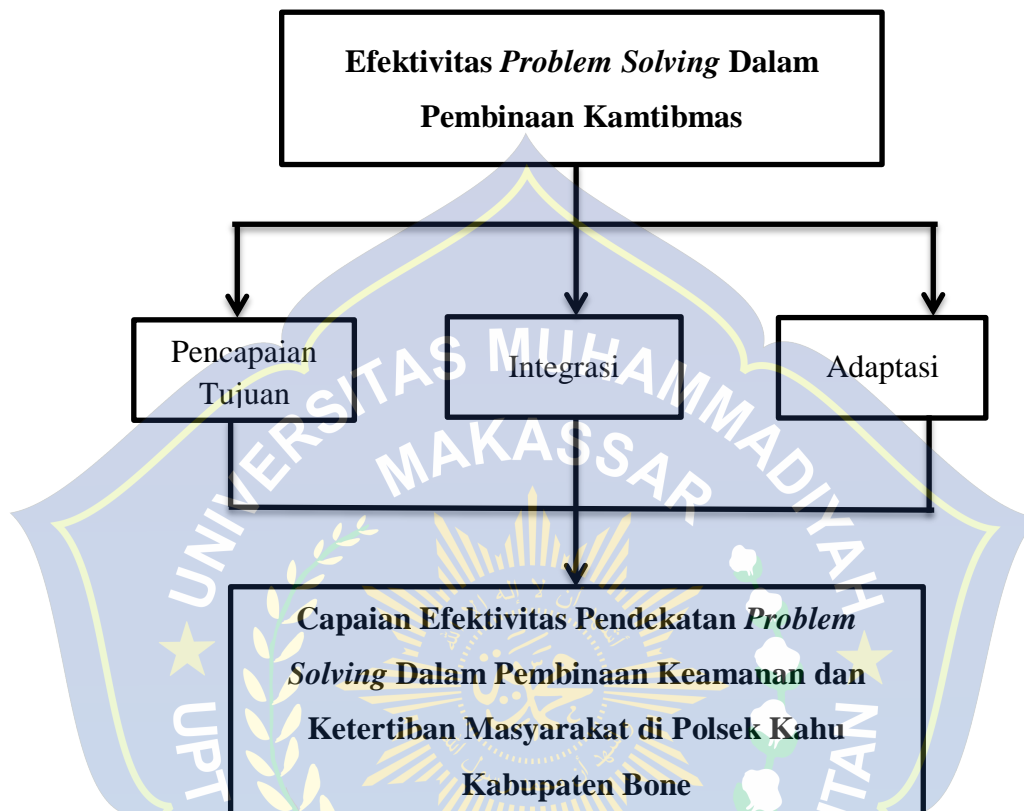 Efektivitas Problem Solving Dalam
Pembinaan Kamtibmas
Pencapaian
Tujuan
Integrasi
Adaptasi
UNIVERSITAS MUHAMMADIYAH
MAKASSAR
Capaian Efektivitas Pendekatan Problem
Solving Dalam Pembinaan Keamanan dan
Ketertiban Masyarakat di Polsek Kahu
Kabupaten Bone
UPT